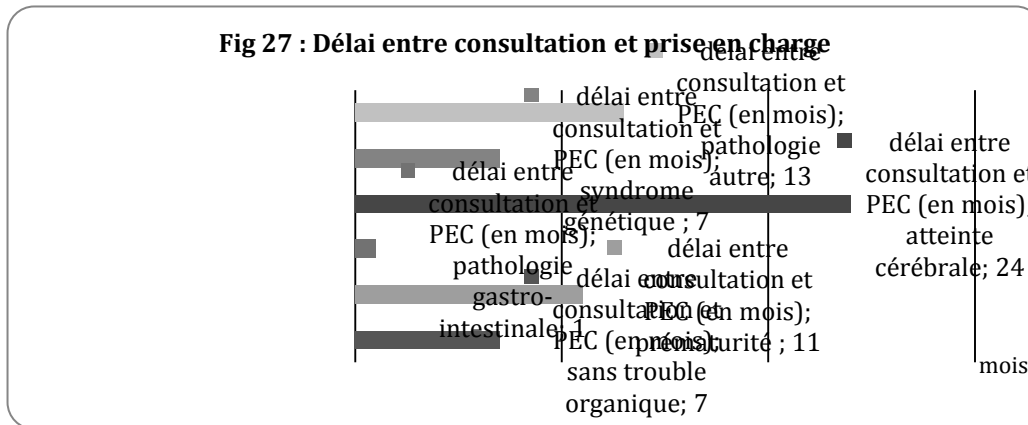 Fig 27 : Délai entre consultation et prise en charge
délai entre
consultation et
PEC (en mois);
pathologie
autre; 13
délai entre
consultation et
PEC (en mois);
syndrome
génétique ; 7
délai entre
consultation et
PEC (en mois)
atteinte
cérébrale; 24
délai entre
consultation et
PEC (en mois);
pathologie
gastro-
intestinale; 1
délai entre
consultation et
PEC (en mois);
prématurité ; 11
délai entre
consultation et
PEC (en mois);
sans trouble
organique; 7
mois